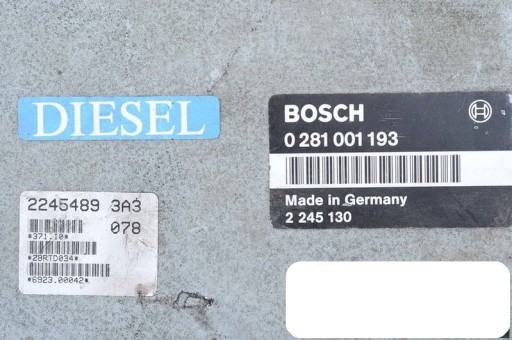 DIESEL
BOSCH
0 281 001 193
Made in Germany
2 245 130
2245489 3A3
078
*371.10*
*29RTD034*
*6923.00042*